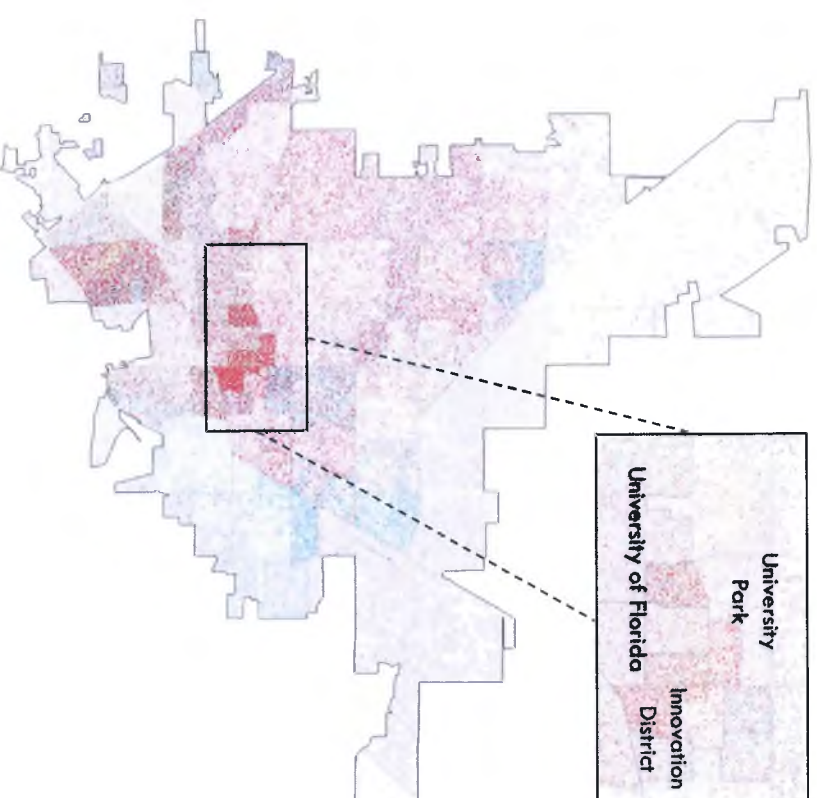 University
Park
University of Florida
Innovation
District